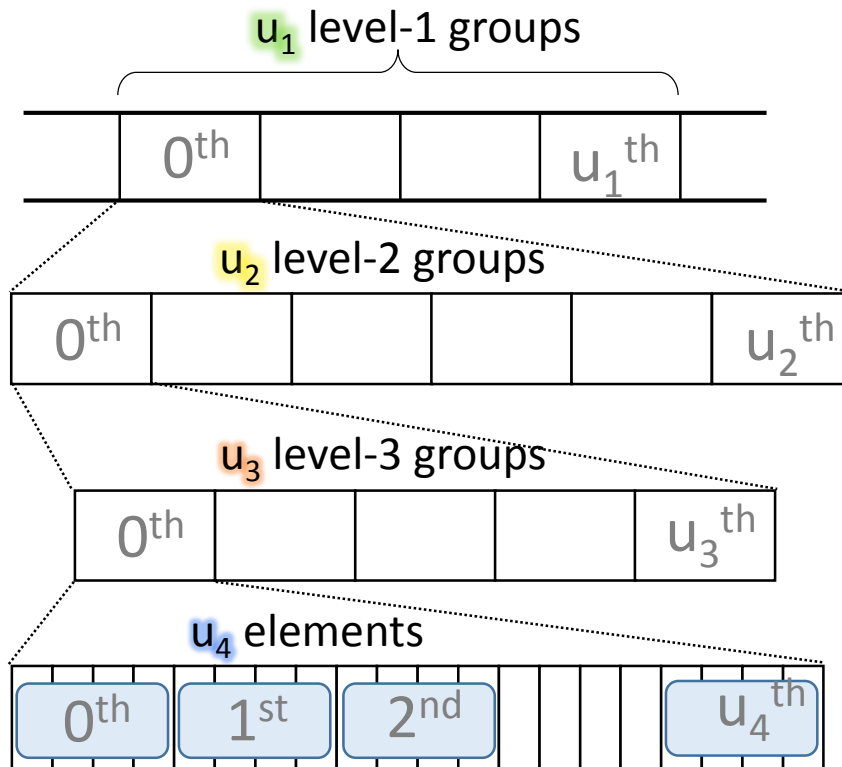 u₁ level-1 groups
0ᵗʰ u₁ᵗʰ
u₂ level-2 groups
0ᵗʰ u₂ᵗʰ
u₃ level-3 groups
0ᵗʰ u₃ᵗʰ
u₄ elements
0ᵗʰ 1ˢᵗ 2ⁿᵈ u₄ᵗʰ